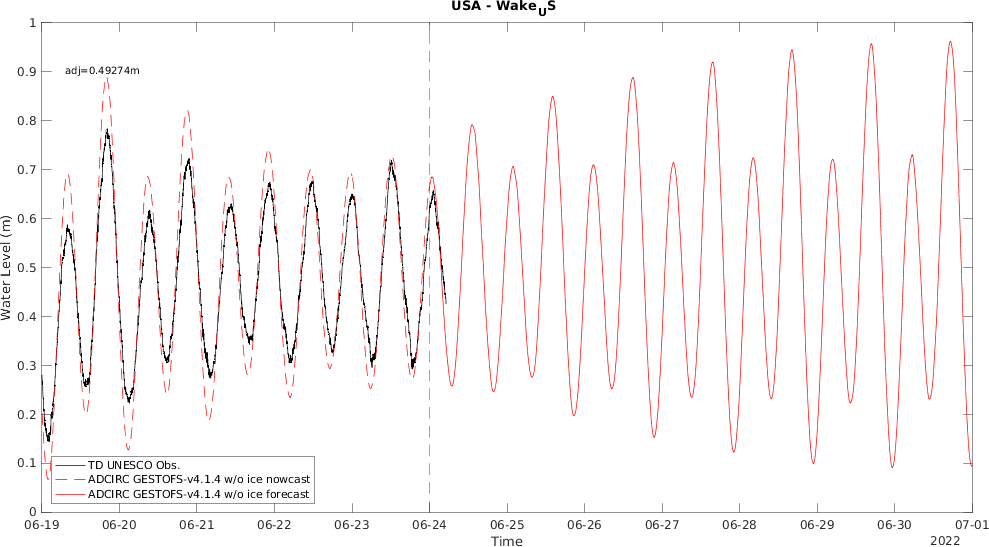 USA - Wake_US
adj=0.49274m
1
0.9
0.8
0.7
0.6
0.5
0.4
0.3
0.2
0.1
0
Water Level (m)
TD UNESCO Obs.
ADCIRC GESTOFS-v4.1.4 w/o ice nowcast
ADCIRC GESTOFS-v4.1.4 w/o ice forecast
06-19 06-20 06-21 06-22 06-23 06-24 06-25 06-26 06-27 06-28 06-29 06-30 07-01
Time
2022